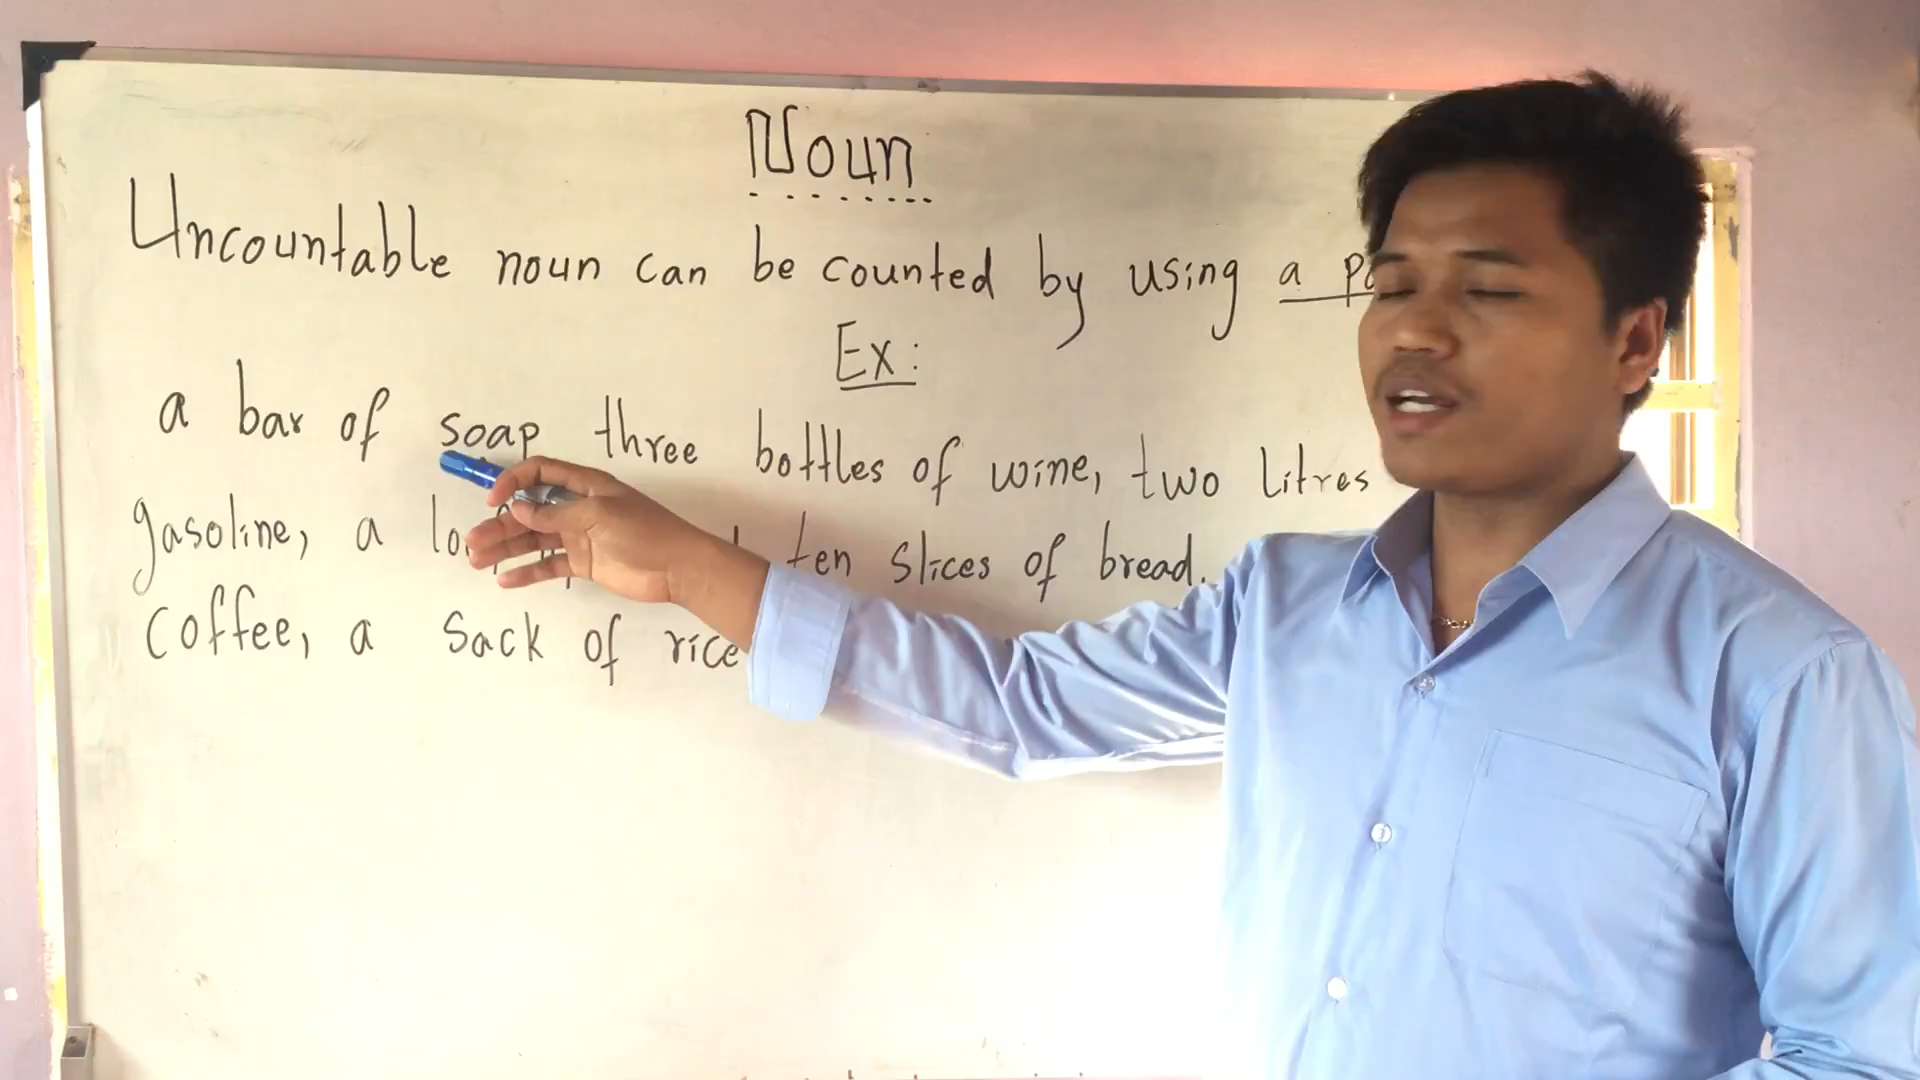 Noun
Uncountable noun can be counted by using a
Ex:
a bar of soap three bottles of wine, two litres
gasoline, a ten slices of bread.
coffee, a sack of rice